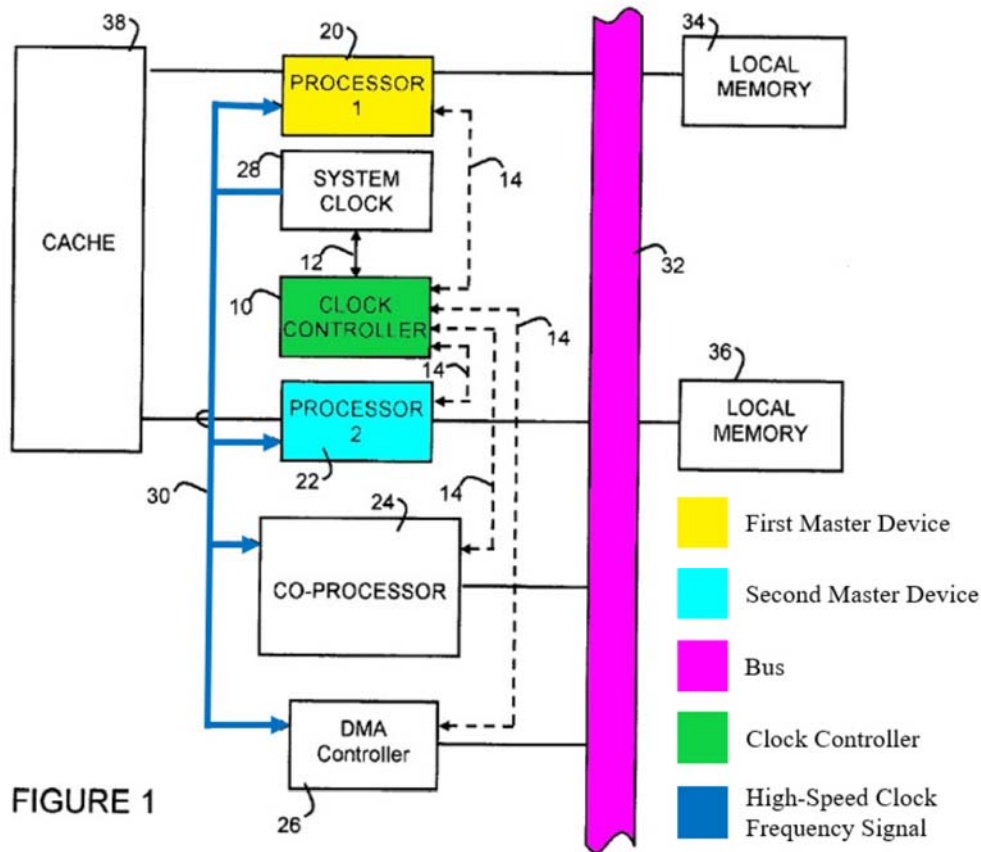 38
20
PROCESSOR
1
34
LOCAL
MEMORY
28
SYSTEM
CLOCK
14
CACHE
12
32
10
CLOCK
CONTROLLER
14
14
36
PROCESSOR
2
LOCAL
MEMORY
22
30
14
24
CO-PROCESSOR
DMA
Controller
26
First Master Device
Second Master Device
Bus
Clock Controller
High-Speed Clock
Frequency Signal
FIGURE 1